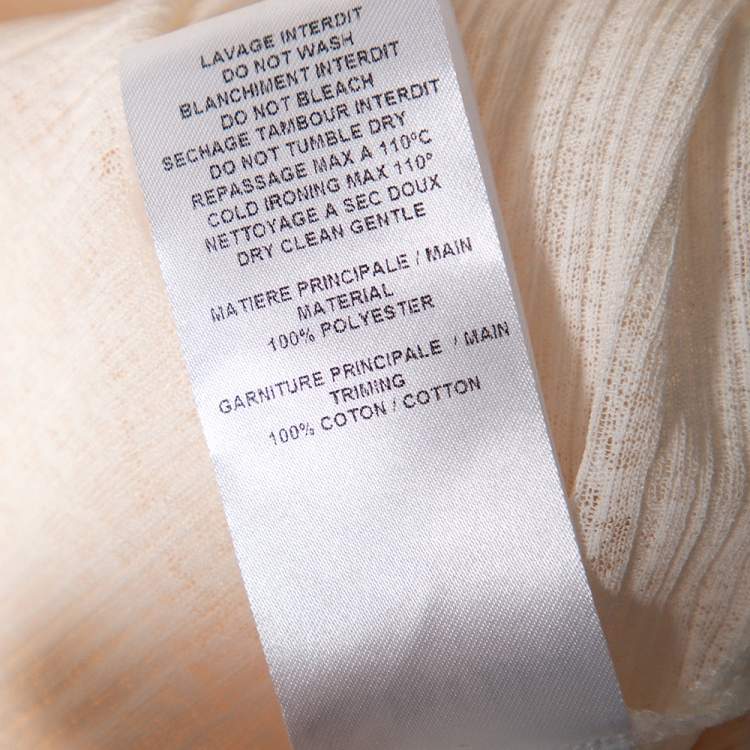 LAVAGE INTERDIT
DO NOT WASH
BLANCHIMENT INTERDIT
DO NOT BLEACH
SECHAGE TAMBOUR INTERDIT
DO NOT TUMBLE DRY
REPASSAGE MAX A 110°C
COLD IRONING MAX 110°
NETTOYAGE A SEC DOUX
DRY CLEAN GENTLE
MATIERE PRINCIPALE / MAIN
MATERIAL
100% POLYESTER
GARNITURE PRINCIPALE / MAIN
TRIMING
100% COTON / COTTON